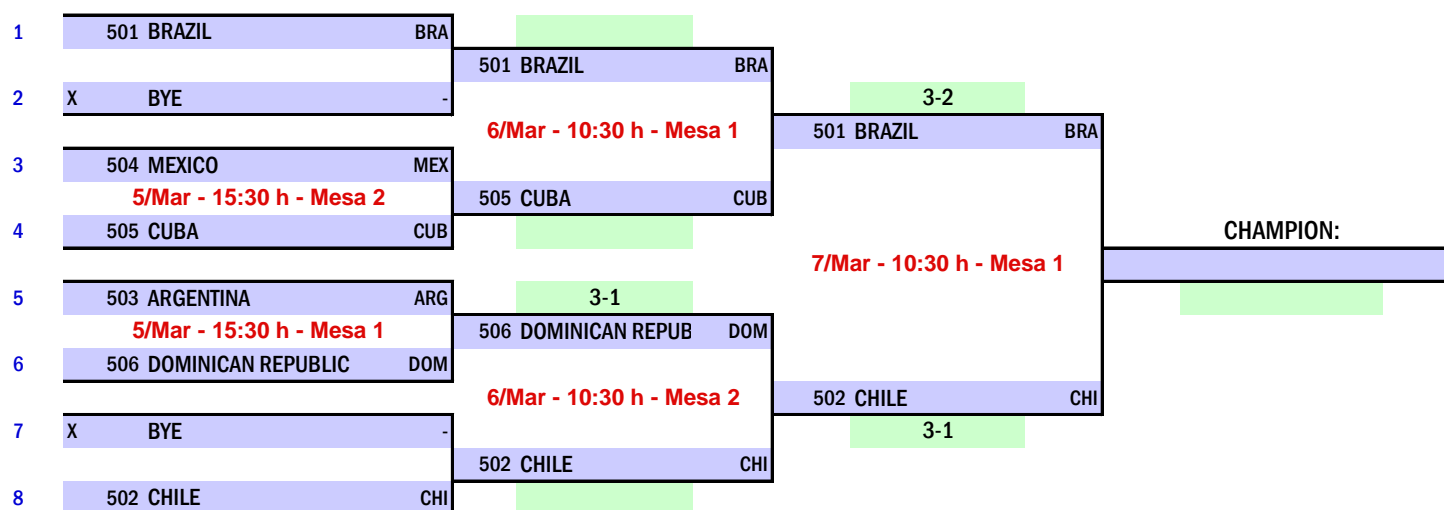 1 501 BRAZIL BRA
501 BRAZIL BRA
2 X BYE -
3-2
6/Mar - 10:30 h - Mesa 1
501 BRAZIL BRA
3 504 MEXICO MEX
5/Mar - 15:30 h - Mesa 2
505 CUBA CUB
4 505 CUBA CUB
CHAMPION:
7/Mar - 10:30 h - Mesa 1
5 503 ARGENTINA ARG
3-1
5/Mar - 15:30 h - Mesa 1
506 DOMINICAN REPUB DOM
6 506 DOMINICAN REPUBLIC DOM
6/Mar - 10:30 h - Mesa 2
502 CHILE CHI
7 X BYE -
3-1
502 CHILE CHI
8 502 CHILE CHI